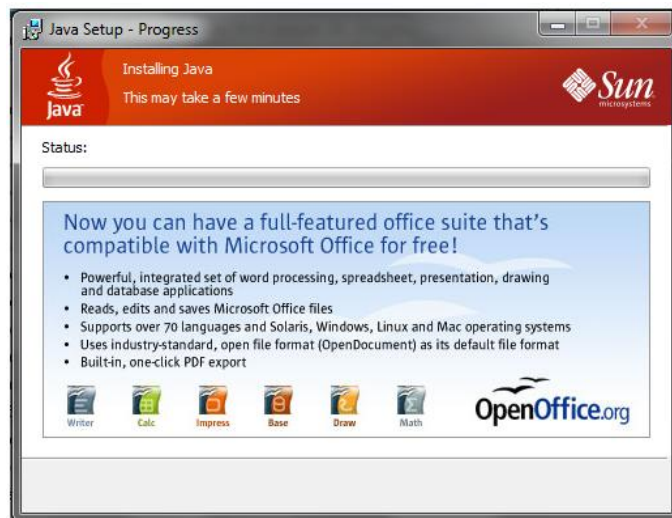 Java Setup - Progress
Installing Java
This may take a few minutes
Java
Sun
microsystems
Status:
Now you can have a full-featured office suite that's
compatible with Microsoft Office for free!
• Powerful, integrated set of word processing, spreadsheet, presentation, drawing
and database applications
• Reads, edits and saves Microsoft Office files
• Supports over 70 languages and Solaris, Windows, Linux and Mac operating systems
• Uses industry-standard, open file format (OpenDocument) as its default file format
• Built-in, one-click PDF export
Writer Calc Impress Base Draw Math
OpenOffice.org